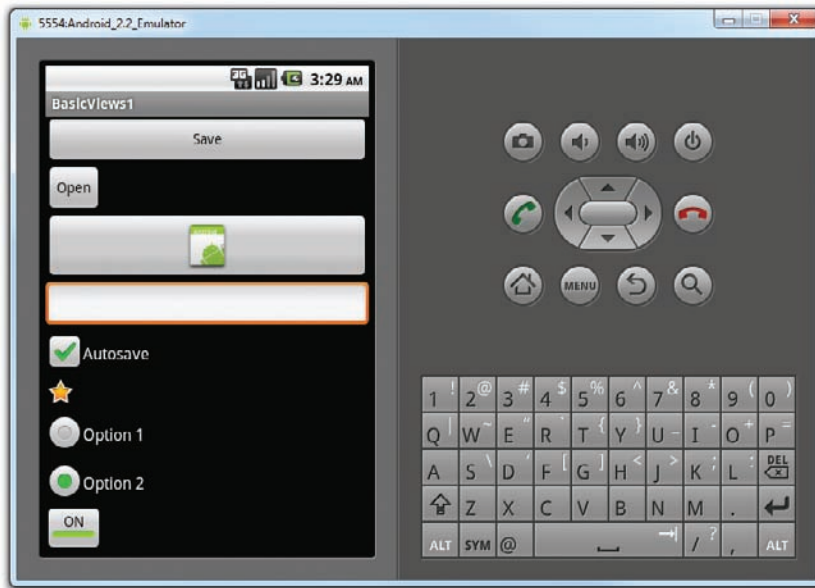 5554:Android_2.2_Emulator
3G
3:29 AM
BasicViews1
Save
Open
Autosave
Option 1
Option 2
ON
MENU
1 ! 2 @ 3 # 4 $ 5 % 6 ^ 7 & 8 * 9 ( 0 )
Q | W ~ E " R ` T { Y } U _ I - O + P =
A S \ D ' F [ G ] H < J > K ; L : DEL
Z X C V B N M .
ALT SYM @ / ? , ALT